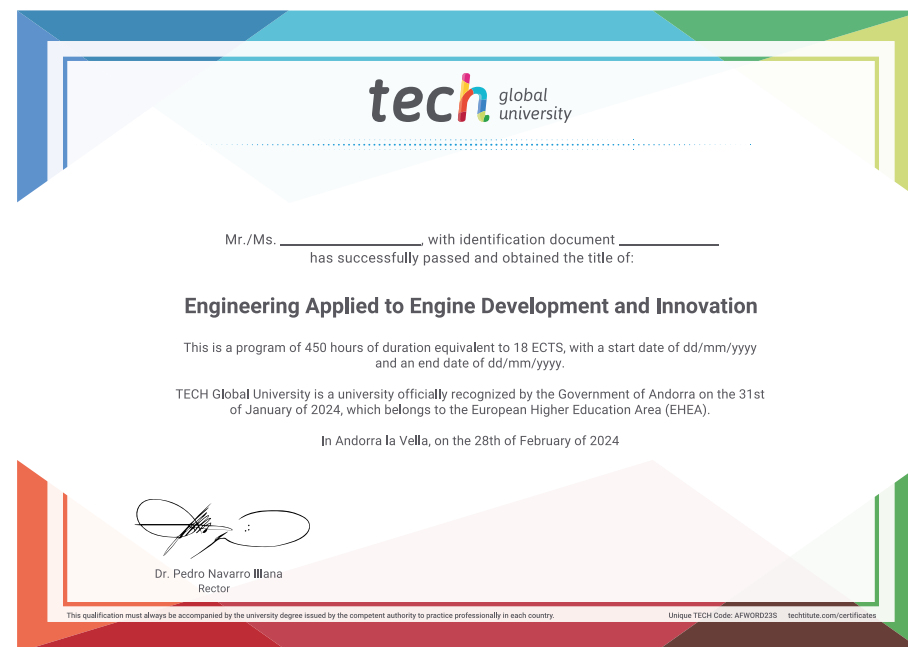 tech global university
Mr./Ms. ____________________, with identification document ______________
has successfully passed and obtained the title of:
Engineering Applied to Engine Development and Innovation
This is a program of 450 hours of duration equivalent to 18 ECTS, with a start date of dd/mm/yyyy
and an end date of dd/mm/yyyy.
TECH Global University is a university officially recognized by the Government of Andorra on the 31st
of January of 2024, which belongs to the European Higher Education Area (EHEA).
In Andorra la Vella, on the 28th of February of 2024
Dr. Pedro Navarro Illana
Rector
This qualification must always be accompanied by the university degree issued by the competent authority to practice professionally in each country.
Unique TECH Code: AFWORD23S techtitute.com/certificates